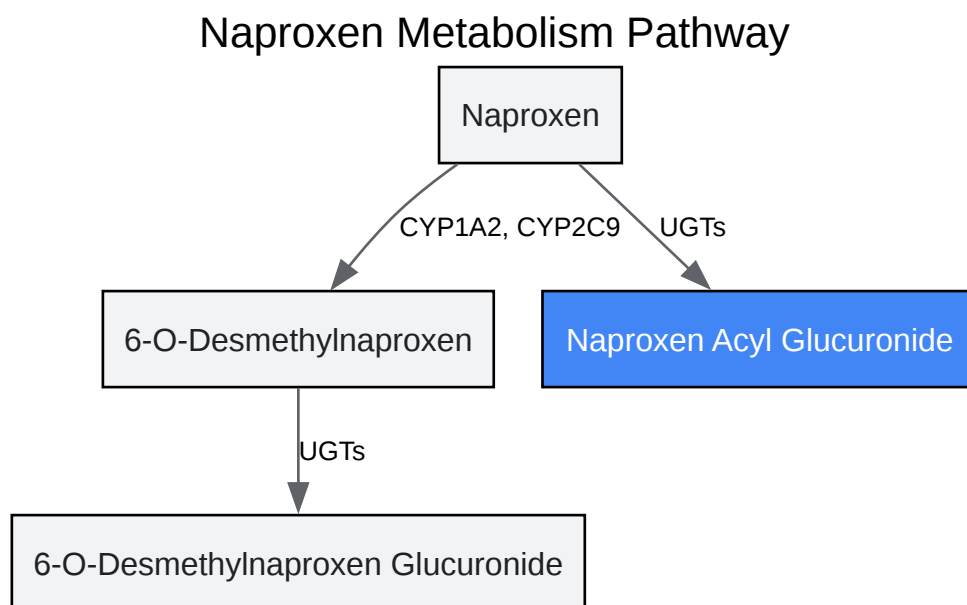 Naproxen Metabolism Pathway
Naproxen
CYP1A2, CYP2C9
UGTs
6-O-Desmethylnaproxen
Naproxen Acyl Glucuronide
UGTs
6-O-Desmethylnaproxen Glucuronide